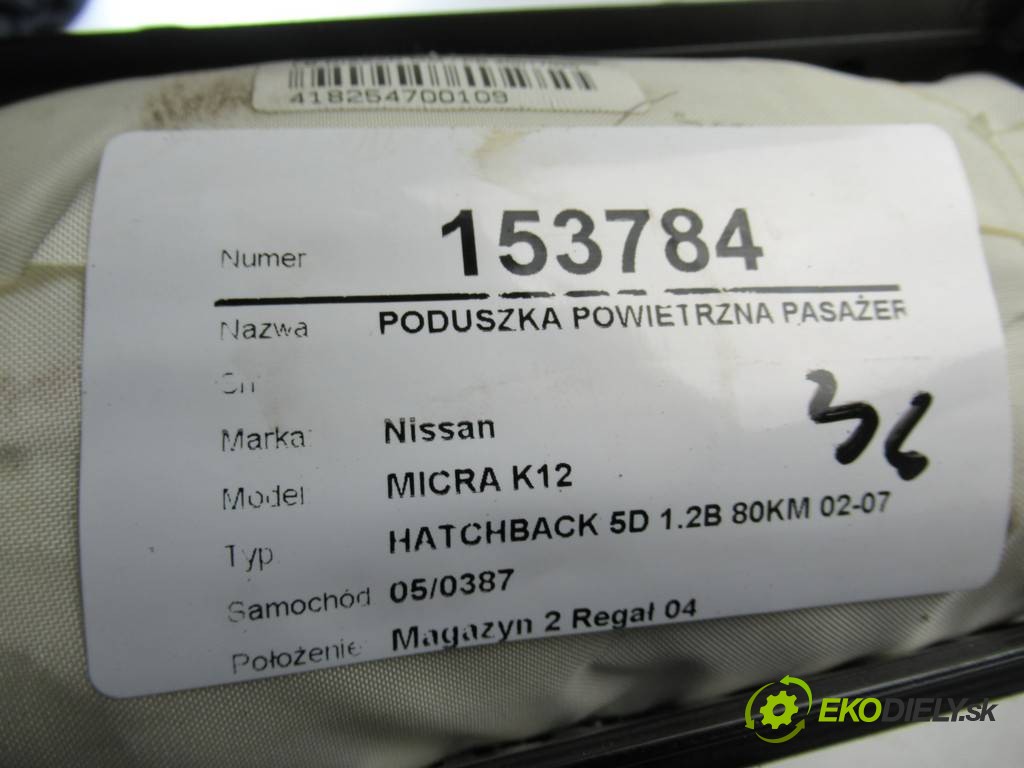 418254700109
Numer 153784
Nazwa PODUSZKA POWIETRZNA PASAŻER
Marka: Nissan
Model MICRA K12
Typ HATCHBACK 5D 1.2B 80KM 02-07
Samochód 05/0387
Położenie Magazyn 2 Regał 04
36
EKODIELY.sk